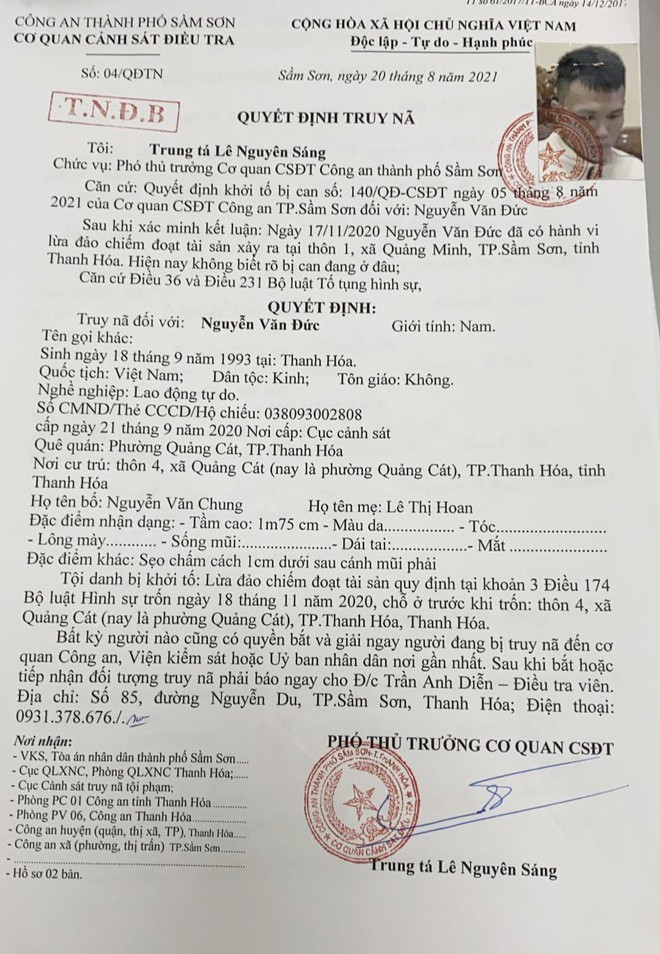 CÔNG AN THÀNH PHỐ SẦM SƠN
CƠ QUAN CẢNH SÁT ĐIỀU TRA
Số: 04/QĐTN
CỘNG HÒA XÃ HỘI CHỦ NGHĨA VIỆT NAM
Độc lập - Tự do - Hạnh phúc
Sầm Sơn, ngày 20 tháng 8 năm 2021
T.N.Đ.B
QUYẾT ĐỊNH TRUY NÃ
Tôi: Trung tá Lê Nguyên Sáng
Chức vụ: Phó thủ trưởng Cơ quan CSĐT Công an thành phố Sầm Sơn
Căn cứ: Quyết định khởi tố bị can số: 140/QĐ-CSĐT ngày 05 tháng 8 năm
2021 của Cơ quan CSĐT Công an TP.Sầm Sơn đối với: Nguyễn Văn Đức
Sau khi xác minh kết luận: Ngày 17/11/2020 Nguyễn Văn Đức đã có hành vi
lừa đảo chiếm đoạt tài sản xảy ra tại thôn 1, xã Quảng Minh, TP.Sầm Sơn, tỉnh
Thanh Hóa. Hiện nay không biết rõ bị can đang ở đâu;
Căn cứ Điều 36 và Điều 231 Bộ luật Tố tụng hình sự,
QUYẾT ĐỊNH:
Truy nã đối với: Nguyễn Văn Đức Giới tính: Nam.
Tên gọi khác:
Sinh ngày 18 tháng 9 năm 1993 tại: Thanh Hóa.
Quốc tịch: Việt Nam; Dân tộc: Kinh; Tôn giáo: Không.
Nghề nghiệp: Lao động tự do.
Số CMND/Thẻ CCCD/Hộ chiếu: 038093002808
cấp ngày 21 tháng 9 năm 2020 Nơi cấp: Cục cảnh sát
Quê quán: Phường Quảng Cát, TP.Thanh Hóa
Nơi cư trú: thôn 4, xã Quảng Cát (nay là phường Quảng Cát), TP.Thanh Hóa, tỉnh
Thanh Hóa
Họ tên bố: Nguyễn Văn Chung Họ tên mẹ: Lê Thị Hoan
Đặc điểm nhận dạng: - Tầm cao: 1m75 cm - Màu da................. - Tóc..........................
- Lông mày............ - Sống mũi:......................- Dái tai:..................- Mắt .......................
Đặc điểm khác: Sẹo chấm cách 1cm dưới sau cánh mũi phải
Tội danh bị khởi tố: Lừa đảo chiếm đoạt tài sản quy định tại khoản 3 Điều 174
Bộ luật Hình sự trốn ngày 18 tháng 11 năm 2020, chỗ ở trước khi trốn: thôn 4, xã
Quảng Cát (nay là phường Quảng Cát), TP.Thanh Hóa, Thanh Hóa.
Bất kỳ người nào cũng có quyền bắt và giải ngay người đang bị truy nã đến cơ
quan Công an, Viện kiểm sát hoặc Uỷ ban nhân dân nơi gần nhất. Sau khi bắt hoặc
tiếp nhận đối tượng truy nã phải báo ngay cho Đ/c Trần Anh Diễn – Điều tra viên.
Địa chỉ: Số 85, đường Nguyễn Du, TP.Sầm Sơn, Thanh Hóa; Điện thoại:
0931.378.676./.
Nơi nhận:
- VKS, Tòa án nhân dân thành phố Sầm Sơn....
- Cục QLXNC, Phòng QLXNC Thanh Hóa;.....
- Cục Cảnh sát truy nã tội phạm;
- Phòng PC 01 Công an tỉnh Thanh Hóa ...........
- Phòng PV 06, Công an Thanh Hóa.................
- Công an huyện (quận, thị xã, TP), Thanh Hóa....
- Công an xã (phường, thị trấn) TP.Sầm Sơn.........
- ..........................................................
- Hồ sơ 02 bản.
PHÓ THỦ TRƯỞNG CƠ QUAN CSĐT
Trung tá Lê Nguyên Sáng